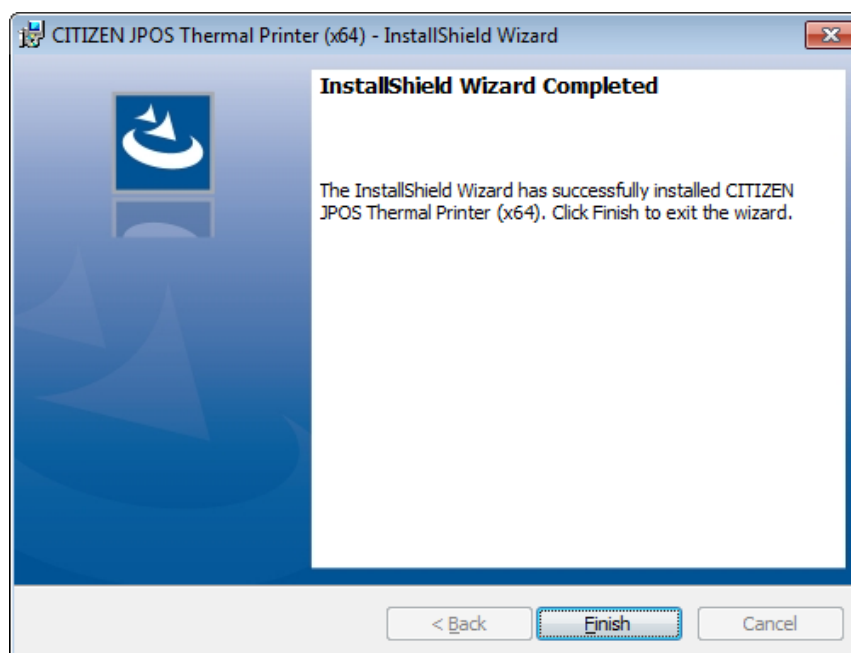 CITIZEN JPOS Thermal Printer (x64) - InstallShield Wizard
InstallShield Wizard Completed
The InstallShield Wizard has successfully installed CITIZEN
JPOS Thermal Printer (x64). Click Finish to exit the wizard.
< Back
Finish
Cancel